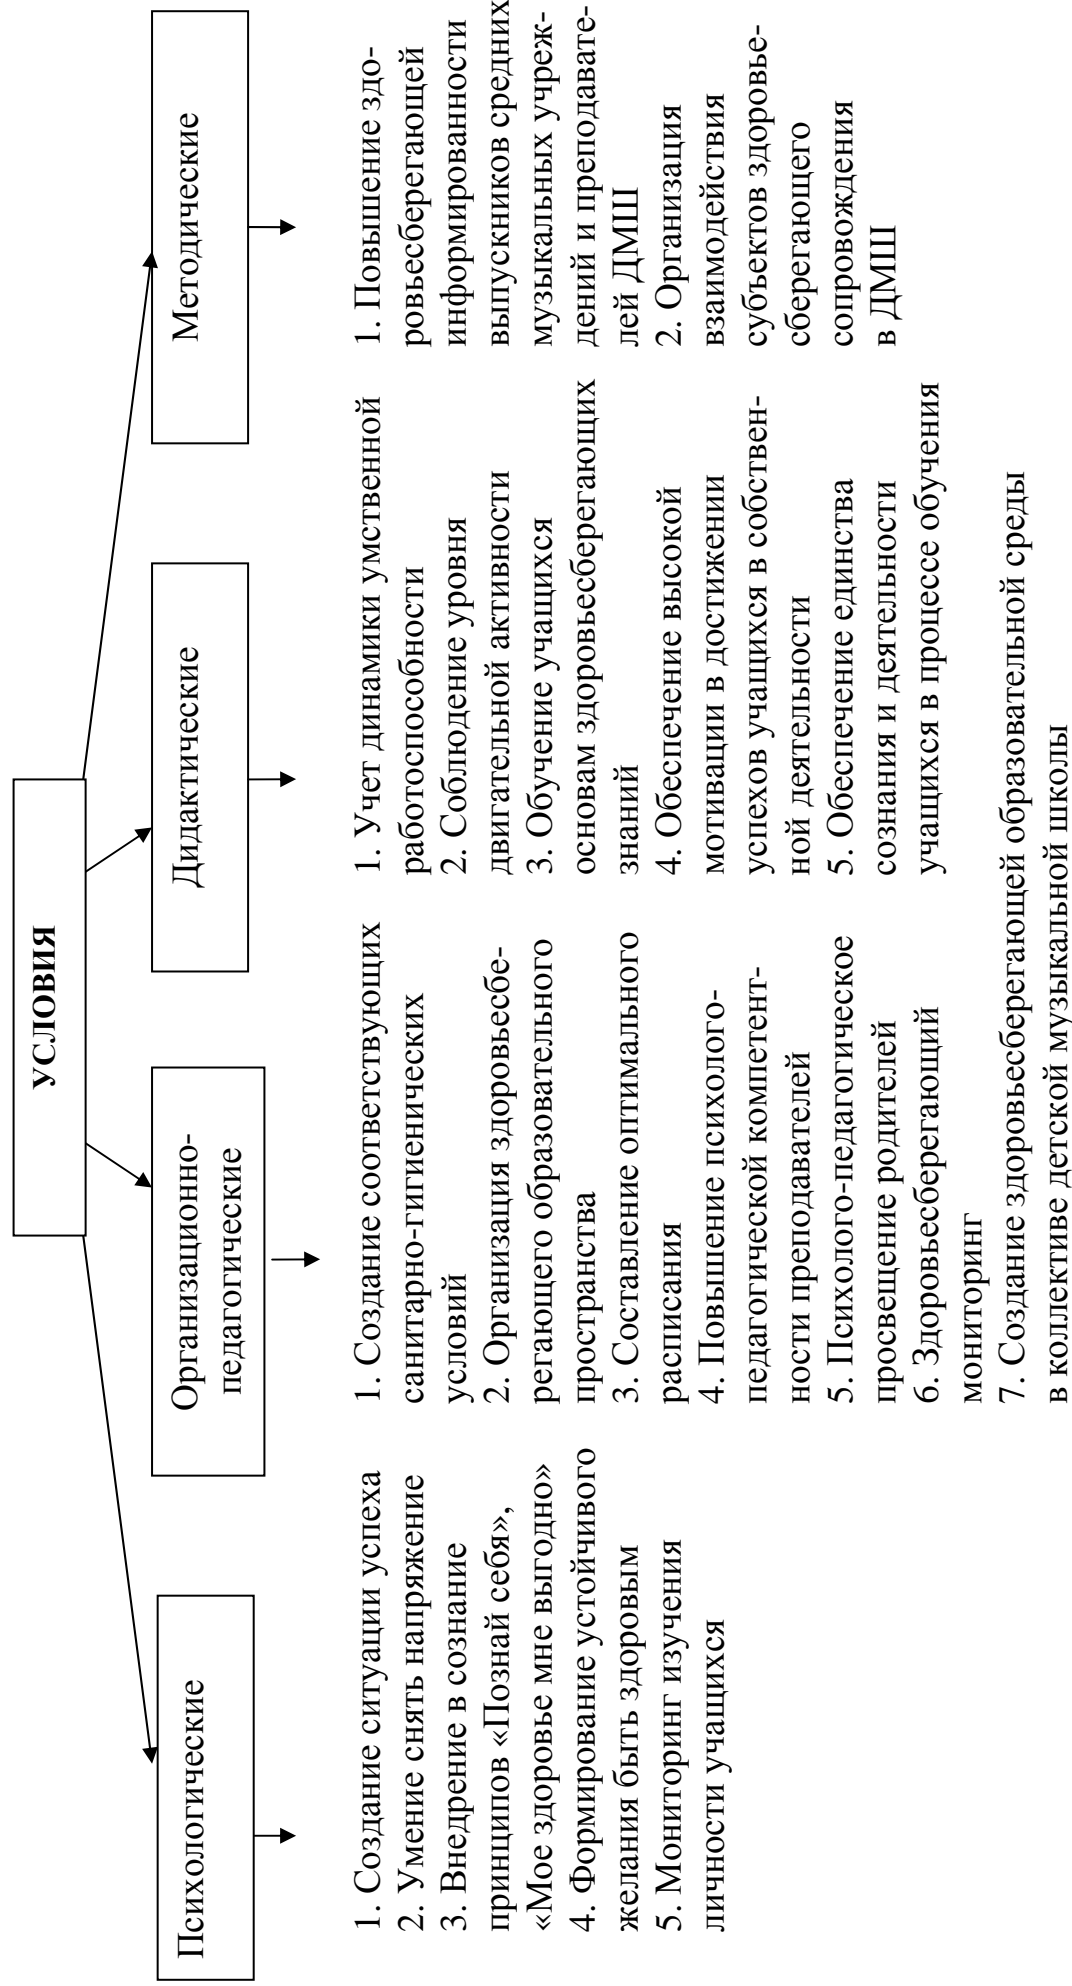 УСЛОВИЯ
Психологические
1. Создание ситуации успеха
2. Умение снять напряжение
3. Внедрение в сознание
принципов «Познай себя»,
«Мое здоровье мне выгодно»
4. Формирование устойчивого
желания быть здоровым
5. Мониторинг изучения
личности учащихся
Организационно-
педагогические
1. Создание соответствующих
санитарно-гигиенических
условий
2. Организация здоровьесбе-
регающего образовательного
пространства
3. Составление оптимального
расписания
4. Повышение психолого-
педагогической компетент-
ности преподавателей
5. Психолого-педагогическое
просвещение родителей
6. Здоровьесберегающий
мониторинг
7. Создание здоровьесберегающей образовательной среды
в коллективе детской музыкальной школы
Дидактические
1. Учет динамики умственной
работоспособности
2. Соблюдение уровня
двигательной активности
3. Обучение учащихся
основам здоровьесберегающих
знаний
4. Обеспечение высокой
мотивации в достижении
успехов учащихся в собствен-
ной деятельности
5. Обеспечение единства
сознания и деятельности
учащихся в процессе обучения
Методические
1. Повышение здо-
ровьесберегающей
информированности
выпускников средних
музыкальных учреж-
дений и преподавате-
лей ДМШ
2. Организация
взаимодействия
субъектов здоровье-
сберегающего
сопровождения
в ДМШ